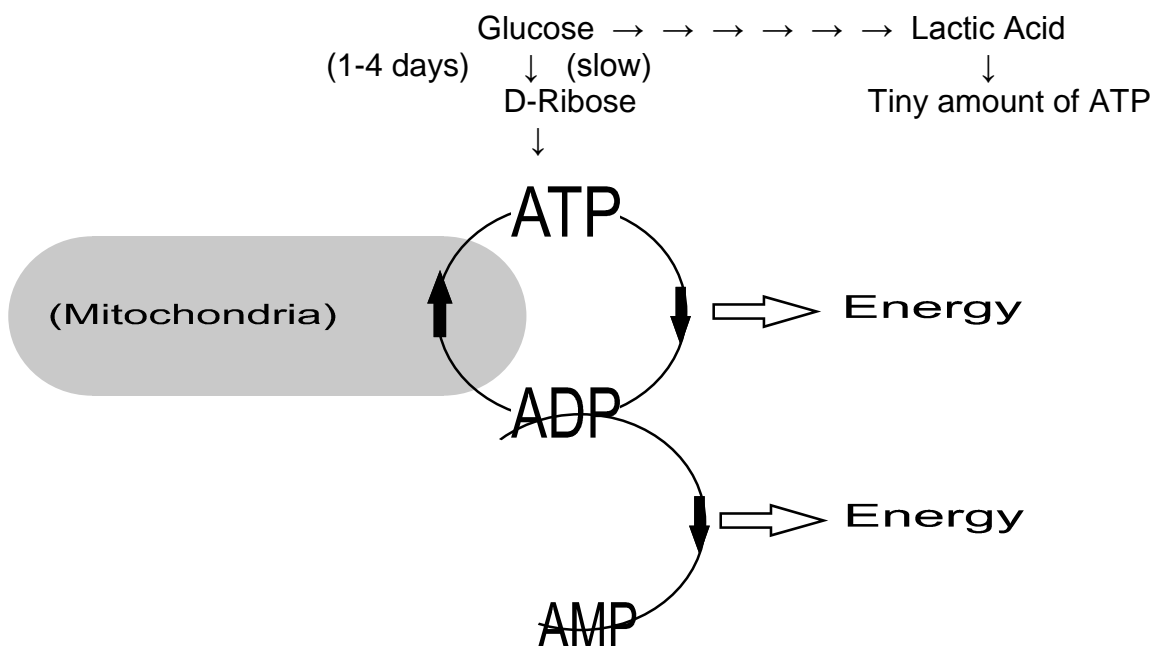 Glucose → → → → → → Lactic Acid
(1-4 days) ↓ (slow) ↓
D-Ribose Tiny amount of ATP
↓
ATP
(Mitochondria) Energy
ADP
Energy
AMP